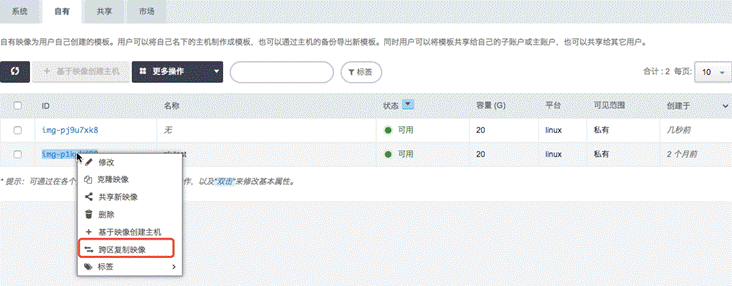 系统 自有 共享 市场
自有映像为用户自己创建的模板。用户可以将自己名下的主机制作成模板，也可以通过主机的备份导出新模板。同时用户可以将模板共享给自己的子账户或主账户，也可以共享给其它用户。
+ 基于映像创建主机 更多操作 标签 合计：2 每页: 10
ID 名称 状态 容量 (G) 平台 可见范围 创建于
img-pj9u7xk8 无 可用 20 linux 私有 几秒前
可用 20 linux 私有 2 个月前
* 提示：可通过在各个 作，以及"双击"来修改基本属性。
修改
克隆映像
共享新映像
删除
+ 基于映像创建主机
跨区复制映像
标签 >